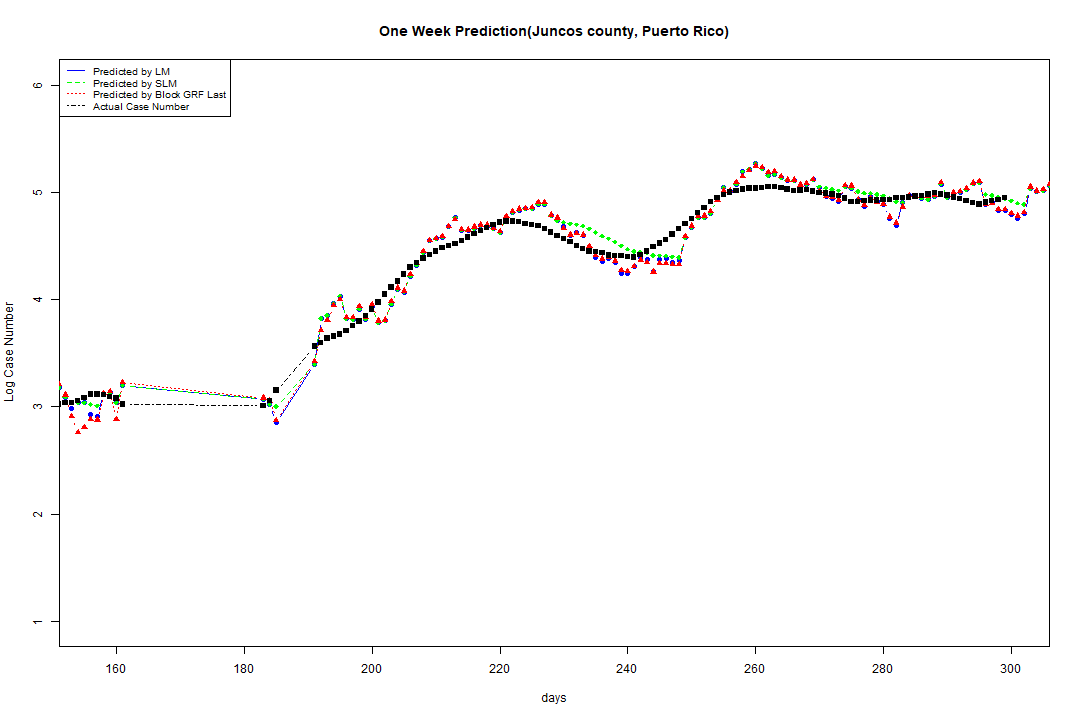 One Week Prediction(Juncos county, Puerto Rico)
Predicted by LM
Predicted by SLM
Predicted by Block GRF Last
Actual Case Number
6
5
4
3
2
1
Log Case Number
160 180 200 220 240 260 280 300
days